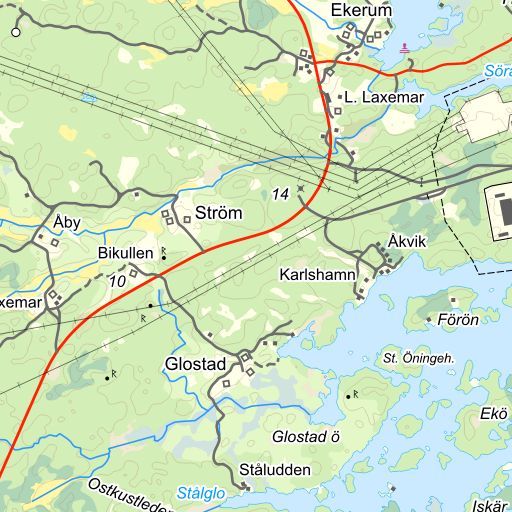 Ekerum
Söra
L. Laxemar
14
Ström
Åby
Bikullen
Åkvik
10
Karlshamn
xemar
Förön
St. Öningeh.
Glostad
Ekö
Glostad ö
Ståludden
Ostkustleden
Stålglo
Iskär
R
R
R
R